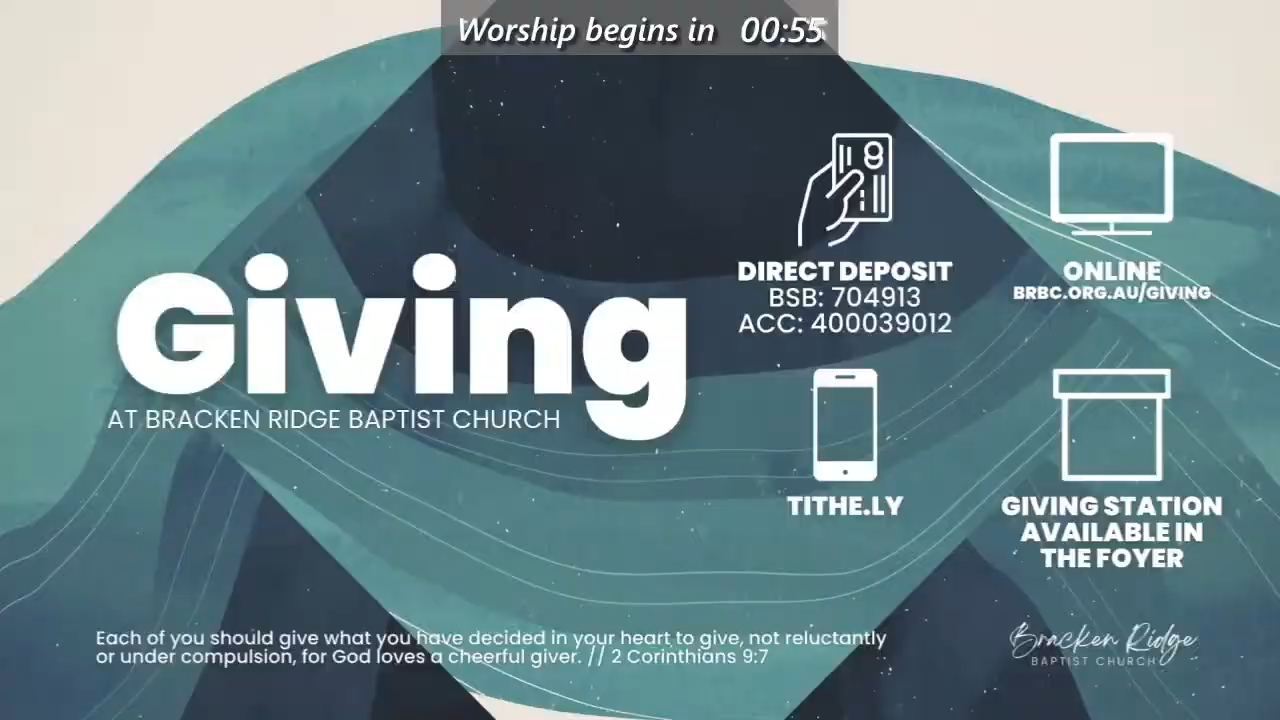 Worship begins in 00:55
Giving
AT BRACKEN RIDGE BAPTIST CHURCH
DIRECT DEPOSIT
BSB: 704913
ACC: 400039012
ONLINE
BRBC.ORG.AU/GIVING
TITHE.LY
GIVING STATION
AVAILABLE IN
THE FOYER
Each of you should give what you have decided in your heart to give, not reluctantly
or under compulsion, for God loves a cheerful giver. // 2 Corinthians 9:7
Bracken Ridge
BAPTIST CHURCH